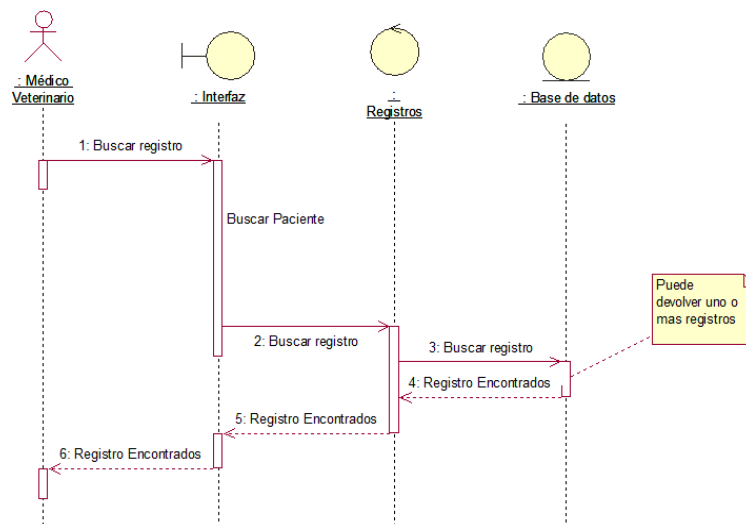 : Médico
Veterinario
: Interfaz
:
Registros
: Base de datos
1: Buscar registro
Buscar Paciente
2: Buscar registro
3: Buscar registro
Puede
devolver uno o
mas registros
4: Registro Encontrados
5: Registro Encontrados
6: Registro Encontrados